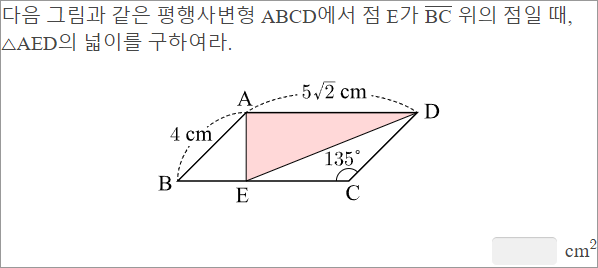 다음 그림과 같은 평행사변형 ABCD에서 점 E가 $\overline{BC}$ 위의 점일 때,
△AED의 넓이를 구하여라.
5√2 cm
A
D
4 cm
135°
B
E
C
cm²